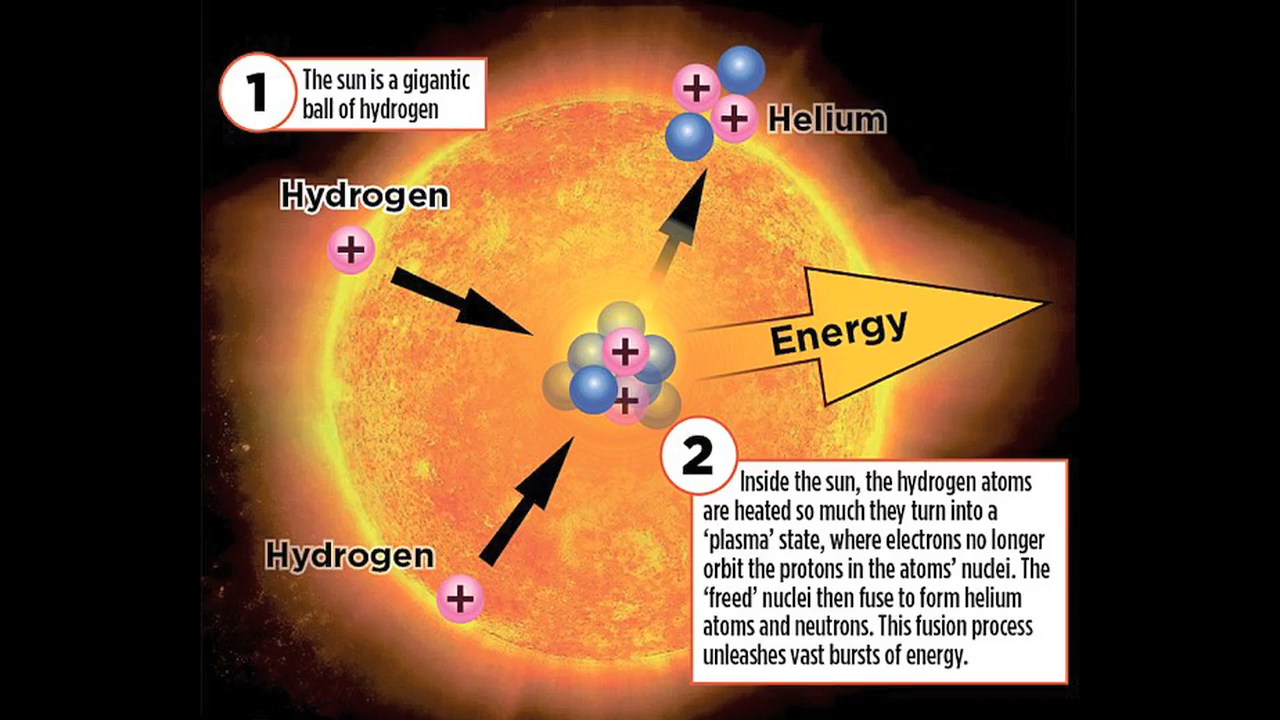 1
The sun is a gigantic
ball of hydrogen
Helium
Hydrogen
+
+
+
Energy
+
+
Hydrogen
+
2
Inside the sun, the hydrogen atoms
are heated so much they turn into a
‘plasma’ state, where electrons no longer
orbit the protons in the atoms’ nuclei. The
‘freed’ nuclei then fuse to form helium
atoms and neutrons. This fusion process
unleashes vast bursts of energy.